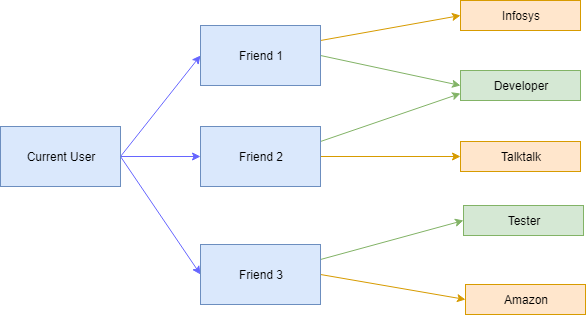 Infosys
Friend 1
Developer
Current User
Friend 2
Talktalk
Tester
Friend 3
Amazon